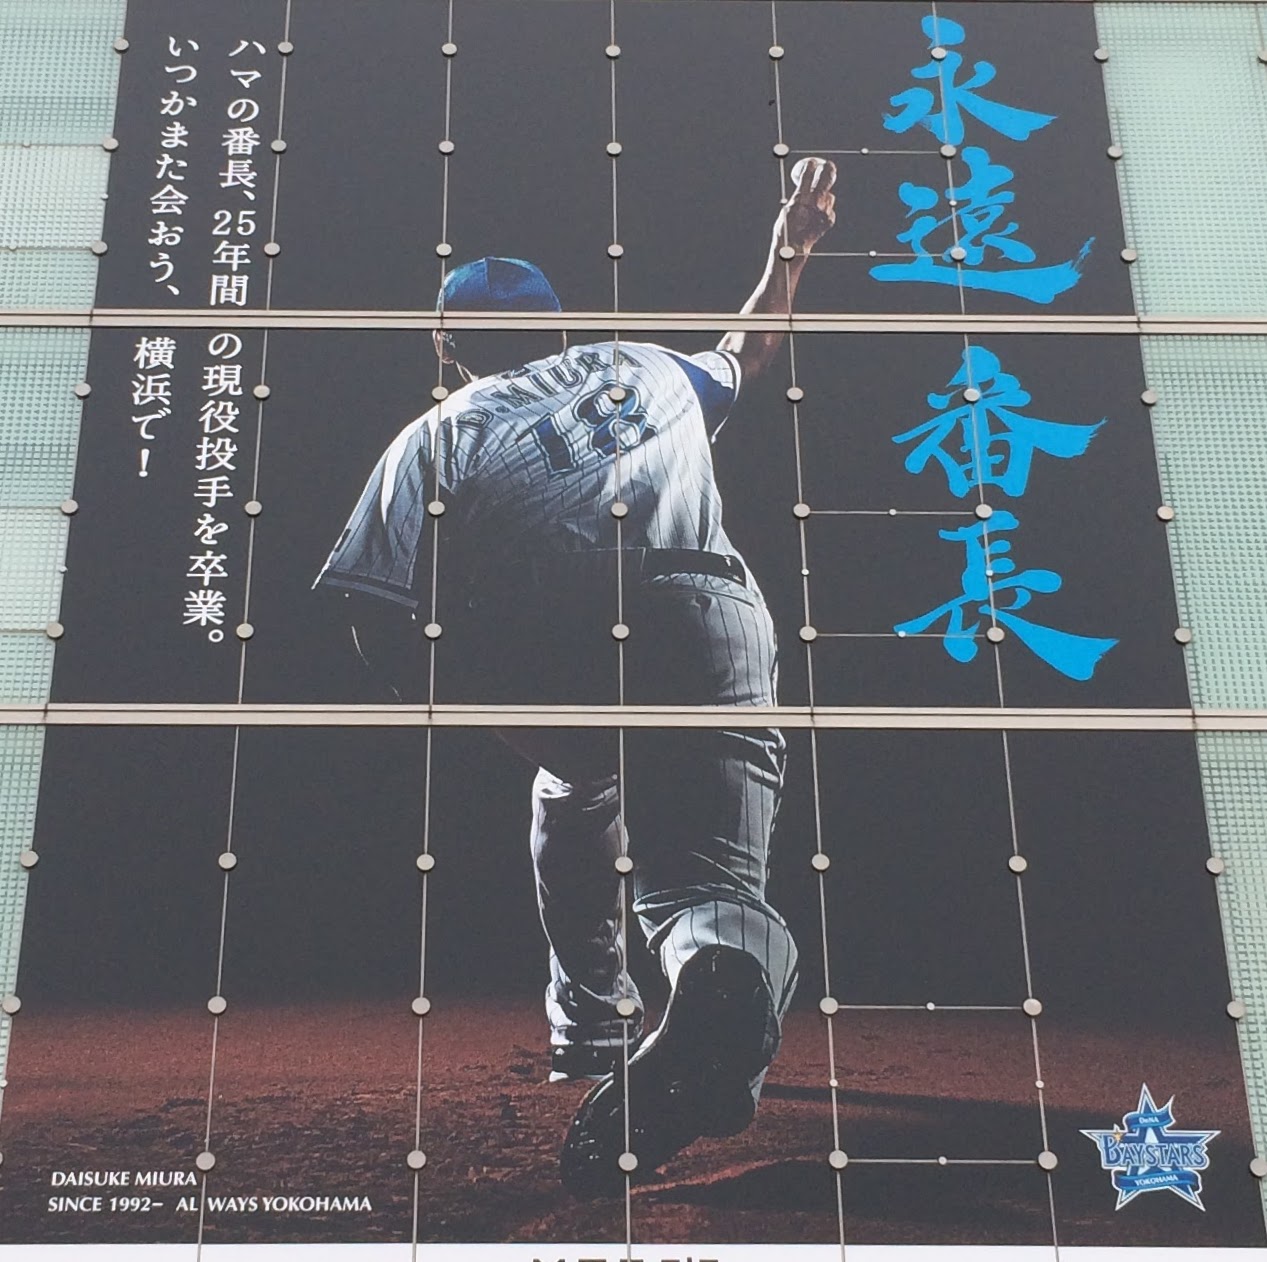 永遠番長
ハマの番長、25年間の現役投手を卒業。
いつかまた会おう、横浜で！
D.MIURA
18
DAISUKE MIURA
SINCE 1992– ALWAYS YOKOHAMA
DeNA
BAYSTARS
YOKOHAMA